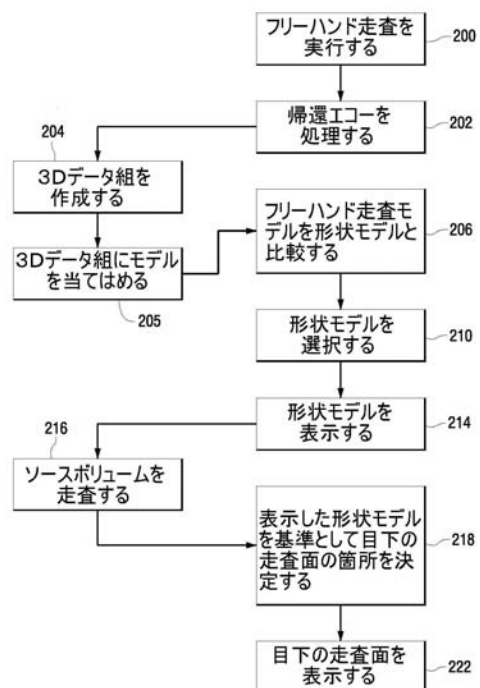 フリーハンド走査を
実行する
200
帰還エコーを
処理する
202
204
3Dデータ組を
作成する
3Dデータ組にモデル
を当てはめる
205
フリーハンド走査モ
デルを形状モデルと
比較する
206
形状モデルを
選択する
210
形状モデルを
表示する
214
216
ソースボリュームを
走査する
表示した形状モデル
を基準として目下の
走査面の箇所を決
定する
218
目下の走査面を
表示する
222